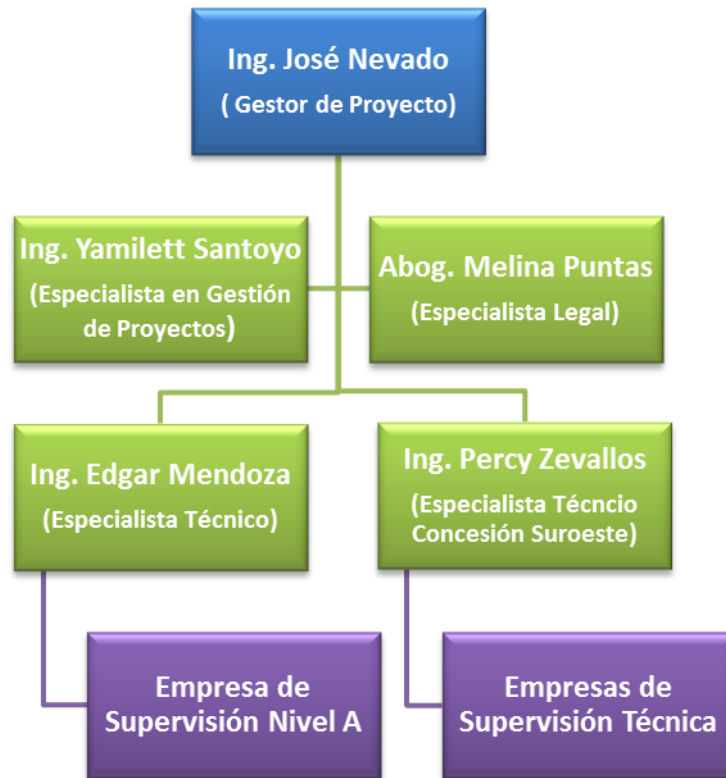 Ing. José Nevado
( Gestor de Proyecto)
Ing. Yamilett Santoyo
(Especialista en Gestión
de Proyectos)
Abog. Melina Puntas
(Especialista Legal)
Ing. Edgar Mendoza
(Especialista Técnico)
Ing. Percy Zevallos
(Especialista Técncio
Concesión Suroeste)
Empresa de
Supervisión Nivel A
Empresas de
Supervisión Técnica